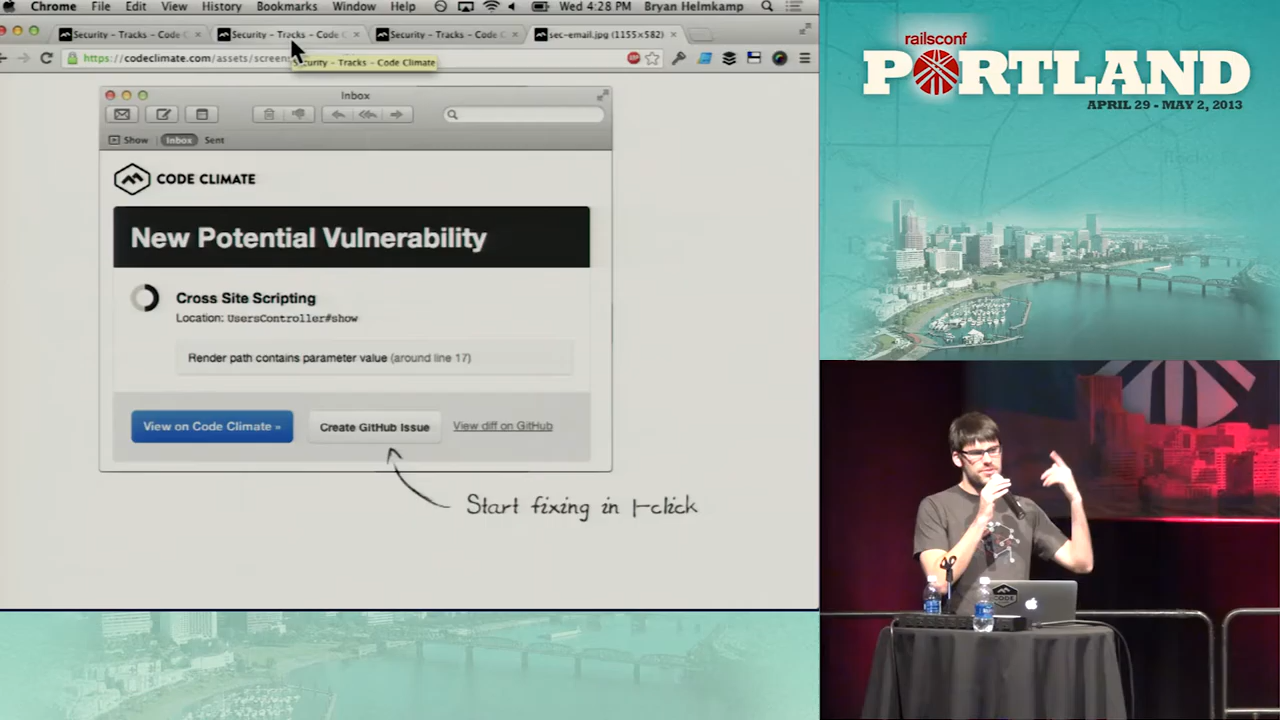 Chrome File Edit View History Bookmarks Window Help Wed 4:28 PM Bryan Helmkamp
Security - Tracks - Code Security - Tracks - Code C Security - Tracks - Code C sec-email.jpg (1155×582)
https://codeclimate.com/assets/screen
Security - Tracks - Code Climate
Inbox
Show Inbox Sent
CODE CLIMATE
New Potential Vulnerability
Cross Site Scripting
Location: UsersController#show
Render path contains parameter value (around line 17)
View on Code Climate »
Create GitHub Issue
View diff on GitHub
Start fixing in 1-click
railsconf
PORTLAND
APRIL 29 - MAY 2, 2013
CODE